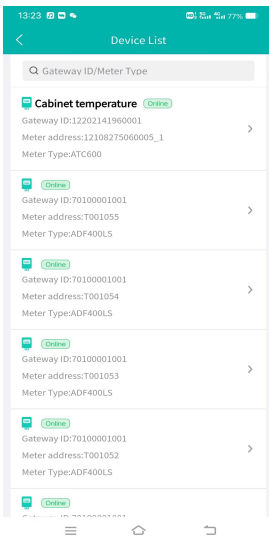 13:23 77%
Device List
Gateway ID/Meter Type
Cabinet temperature Online
Gateway ID:12202141960001
Meter address:12108275060005_1
Meter Type:ATC600
Online
Gateway ID:70100001001
Meter address:T001055
Meter Type:ADF400LS
Online
Gateway ID:70100001001
Meter address:T001054
Meter Type:ADF400LS
Online
Gateway ID:70100001001
Meter address:T001053
Meter Type:ADF400LS
Online
Gateway ID:70100001001
Meter address:T001052
Meter Type:ADF400LS
Online
Gateway ID:70100001001